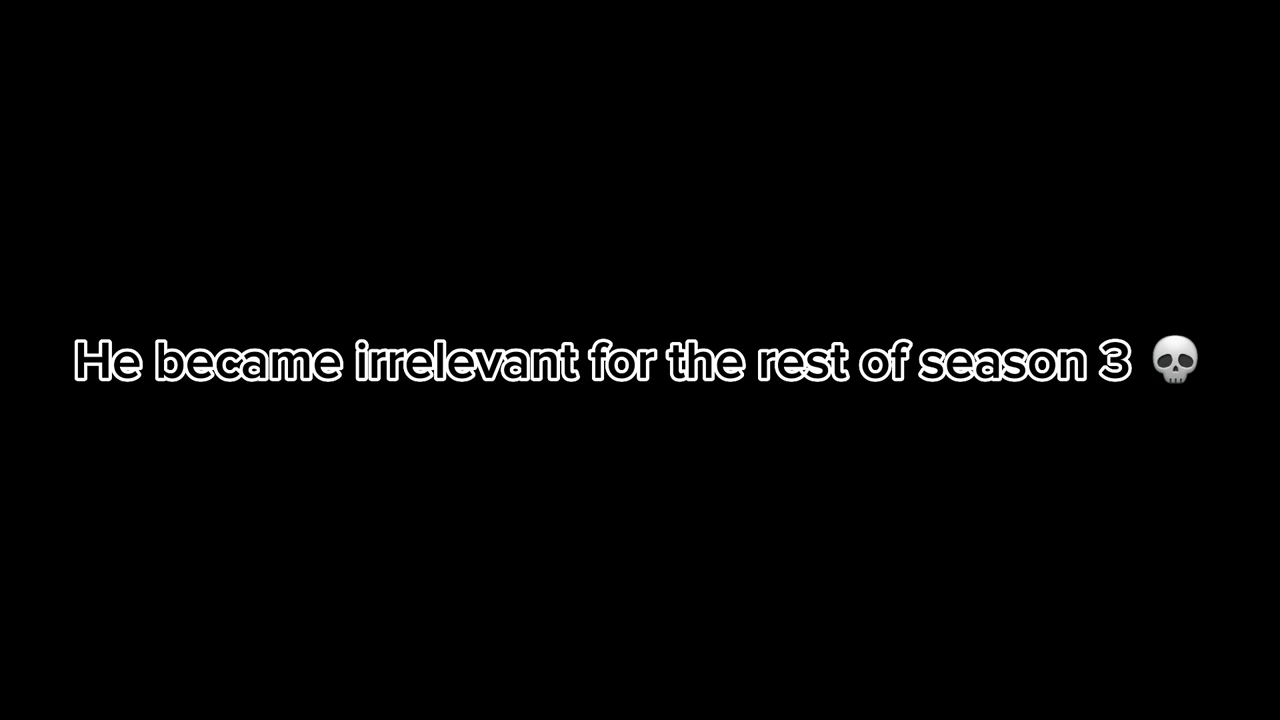 He became irrelevant for the rest of season 3 💀